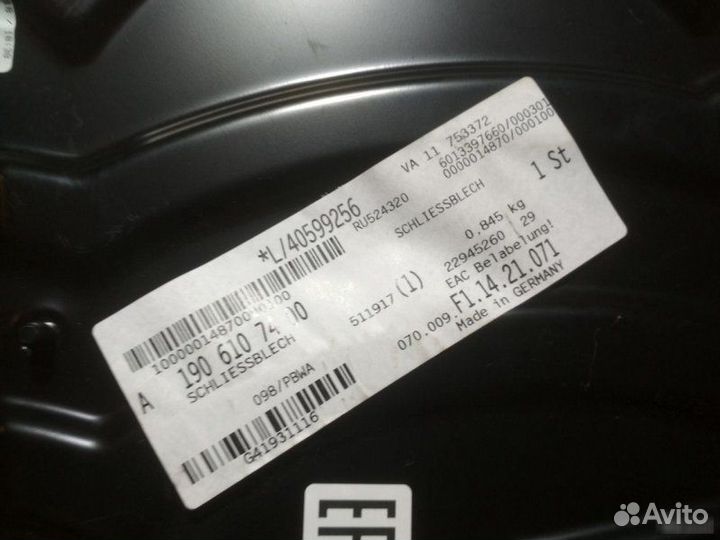 *L/40599256
RU524320
VA 11 753372
6013397660/000301
0000014870/000100
SCHLIESSBLECH
1 St
10000014870000100
511917 (1)
0.845 kg
22945260 29
EAC Belabelung!
A 190 610 74 00
SCHLIESSBLECH
070.009. F1.14.21.071
Made in GERMANY
098/PBWA
G41931116
Avito